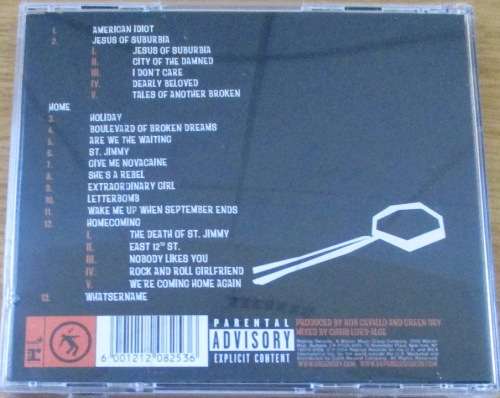 1. AMERICAN IDIOT
2. JESUS OF SUBURBIA
I. JESUS OF SUBURBIA
II. CITY OF THE DAMNED
III. I DON'T CARE
IV. DEARLY BELOVED
V. TALES OF ANOTHER BROKEN
HOME
3. HOLIDAY
4. BOULEVARD OF BROKEN DREAMS
5. ARE WE THE WAITING
6. ST. JIMMY
7. GIVE ME NOVACAINE
8. SHE'S A REBEL
9. EXTRAORDINARY GIRL
10. LETTERBOMB
11. WAKE ME UP WHEN SEPTEMBER ENDS
12. HOMECOMING
I. THE DEATH OF ST. JIMMY
II. EAST 12TH ST.
III. NOBODY LIKES YOU
IV. ROCK AND ROLL GIRLFRIEND
V. WE'RE COMING HOME AGAIN
13. WHATSERNAME
6 001212 082536
PARENTAL
ADVISORY
EXPLICIT CONTENT
PRODUCED BY ROB CAVALLO AND GREEN DAY
MIXED BY CHRIS LORD-ALGE